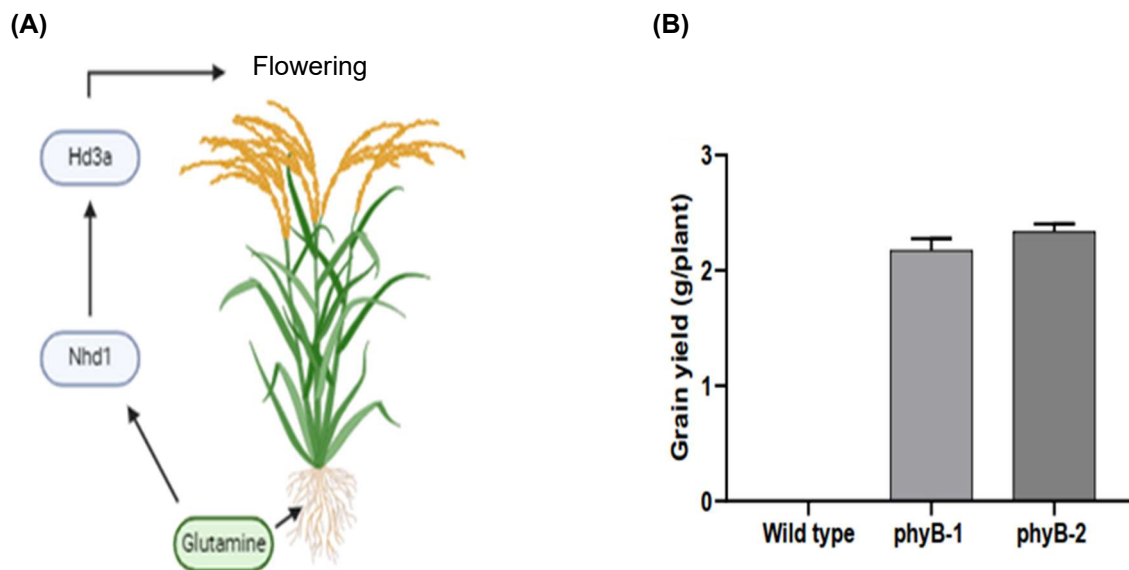 (A)
Flowering
Hd3a
Nhd1
Glutamine
(B)
Grain yield (g/plant)
3
2
1
0
Wild type phyB-1 phyB-2